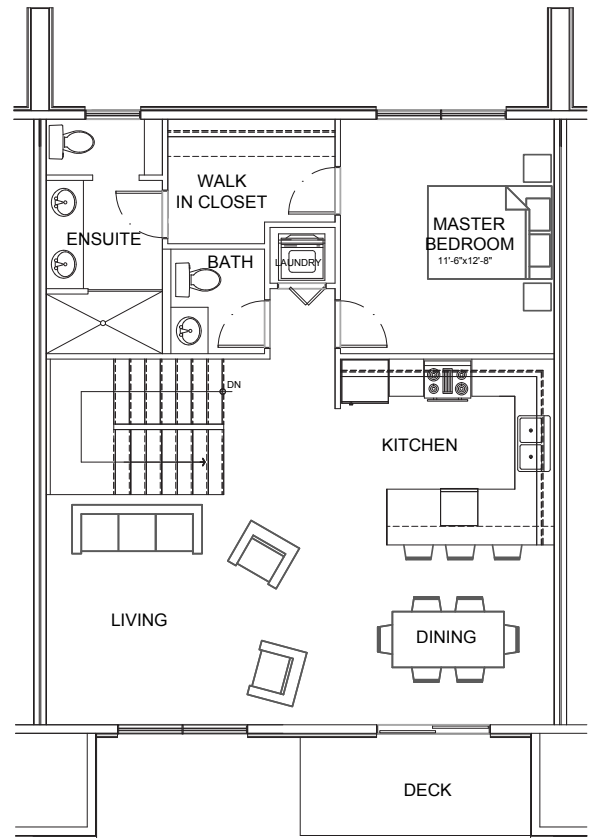 WALK
IN CLOSET
ENSUITE
MASTER
BEDROOM
11'-6"x12'-8"
BATH
LAUNDRY
DN
KITCHEN
LIVING
DINING
DECK